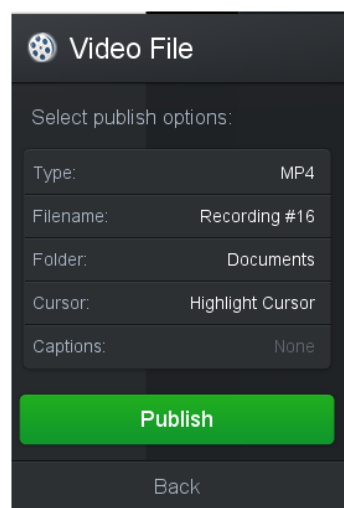 Video File
Select publish options:
Type: MP4
Filename: Recording #16
Folder: Documents
Cursor: Highlight Cursor
Captions: None
Publish
Back